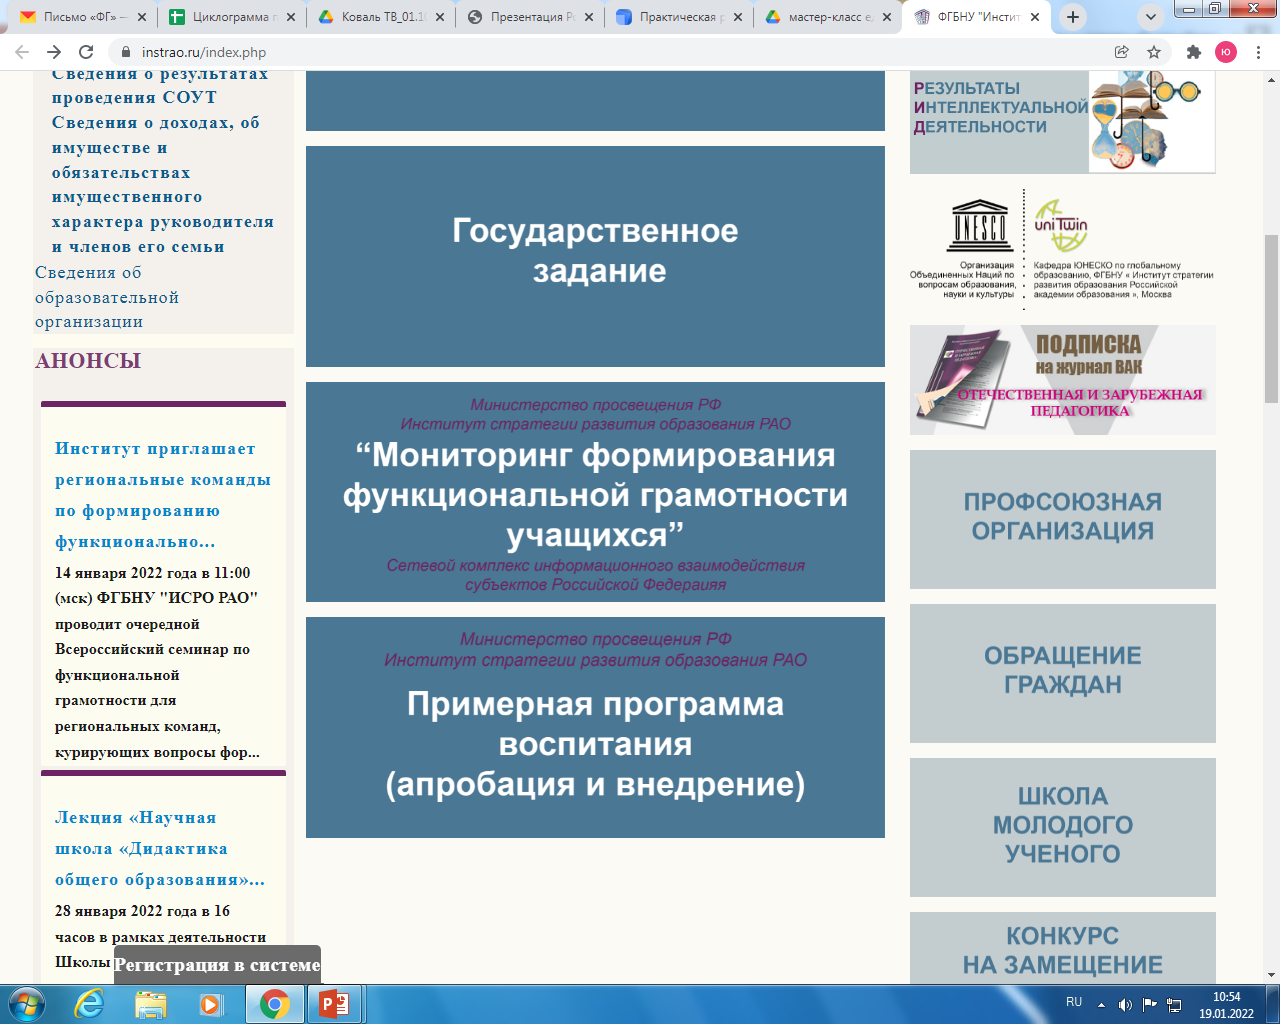 Письмо «ФГ» –
Циклограмма г
Коваль ТВ_01.1
Презентация Po
Практическая р
мастер-класс е
ФГБНУ "Инстит
instrao.ru/index.php
Ю
Сведения о результатах
проведения СОУТ
Сведения о доходах, об
имуществе и
обязательствах
имущественного
характера руководителя
и членов его семьи
Сведения об
образовательной
организации
АНОНСЫ
Институт приглашает
региональные команды
по формированию
функционально...
14 января 2022 года в 11:00
(мск) ФГБНУ "ИСРО РАО"
проводит очередной
Всероссийский семинар по
функциональной
грамотности для
региональных команд,
курирующих вопросы фор...
Лекция «Научная
школа «Дидактика
общего образования»...
28 января 2022 года в 16
часов в рамках деятельности
Школы
Регистрация в системе
Государственное
задание
Министерство просвещения РФ
Институт стратегии развития образования РАО
“Мониторинг формирования
функциональной грамотности
учащихся”
Сетевой комплекс информационного взаимодействия
субъектов Российской Федераияя
Министерство просвещения РФ
Институт стратегии развития образования РАО
Примерная программа
воспитания
(апробация и внедрение)
РЕЗУЛЬТАТЫ
ИНТЕЛЛЕКТУАЛЬНОЙ
ДЕЯТЕЛЬНОСТИ
UNESCO
uniTwin
Организация
Объединенных Наций по
вопросам образования,
науки и культуры
Кафедра ЮНЕСКО по глобальному
образованию, ФГБНУ « Институт стратегии
развития образования Российской
академии образования », Москва
ПОДПИСКА
на журнал ВАК
ОТЕЧЕСТВЕННАЯ И ЗАРУБЕЖНАЯ
ПЕДАГОГИКА
ПРОФСОЮЗНАЯ
ОРГАНИЗАЦИЯ
ОБРАЩЕНИЕ
ГРАЖДАН
ШКОЛА
МОЛОДОГО
УЧЕНОГО
КОНКУРС
НА ЗАМЕЩЕНИЕ
RU
10:54
19.01.2022